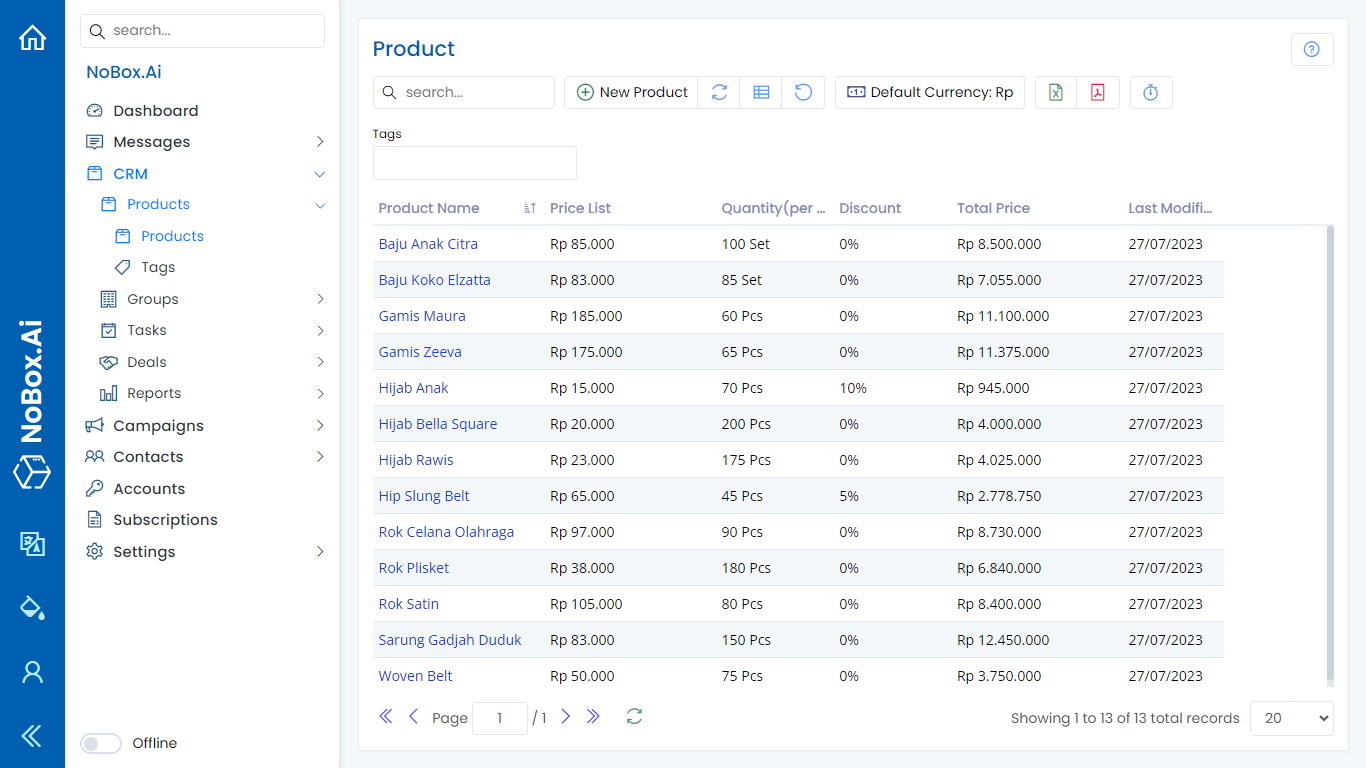 search...
NoBox.Ai
Dashboard
Messages
CRM
Products
Products
Tags
Groups
Tasks
Deals
Reports
Campaigns
Contacts
Accounts
Subscriptions
Settings
Offline
NoBox.Ai
Product
search...
New Product
Default Currency: Rp
Tags
Product Name Price List Quantity(per ... Discount Total Price Last Modifi...
Baju Anak Citra Rp 85.000 100 Set 0% Rp 8.500.000 27/07/2023
Baju Koko Elzatta Rp 83.000 85 Set 0% Rp 7.055.000 27/07/2023
Gamis Maura Rp 185.000 60 Pcs 0% Rp 11.100.000 27/07/2023
Gamis Zeeva Rp 175.000 65 Pcs 0% Rp 11.375.000 27/07/2023
Hijab Anak Rp 15.000 70 Pcs 10% Rp 945.000 27/07/2023
Hijab Bella Square Rp 20.000 200 Pcs 0% Rp 4.000.000 27/07/2023
Hijab Rawis Rp 23.000 175 Pcs 0% Rp 4.025.000 27/07/2023
Hip Slung Belt Rp 65.000 45 Pcs 5% Rp 2.778.750 27/07/2023
Rok Celana Olahraga Rp 97.000 90 Pcs 0% Rp 8.730.000 27/07/2023
Rok Plisket Rp 38.000 180 Pcs 0% Rp 6.840.000 27/07/2023
Rok Satin Rp 105.000 80 Pcs 0% Rp 8.400.000 27/07/2023
Sarung Gadjah Duduk Rp 83.000 150 Pcs 0% Rp 12.450.000 27/07/2023
Woven Belt Rp 50.000 75 Pcs 0% Rp 3.750.000 27/07/2023
Page 1 / 1 Showing 1 to 13 of 13 total records 20